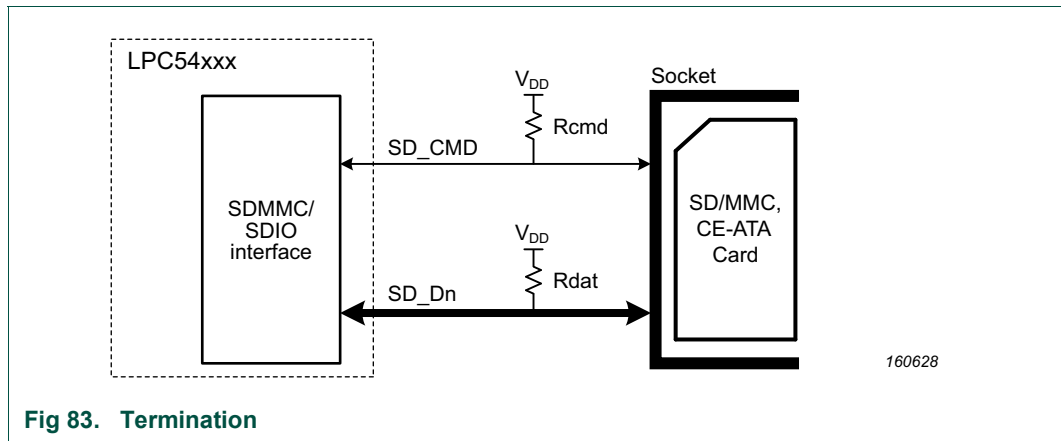 LPC54xxx
SDMMC/
SDIO
interface
SD_CMD
VDD
Rcmd
SD_Dn
VDD
Rdat
Socket
SD/MMC,
CE-ATA
Card
160628
Fig 83. Termination